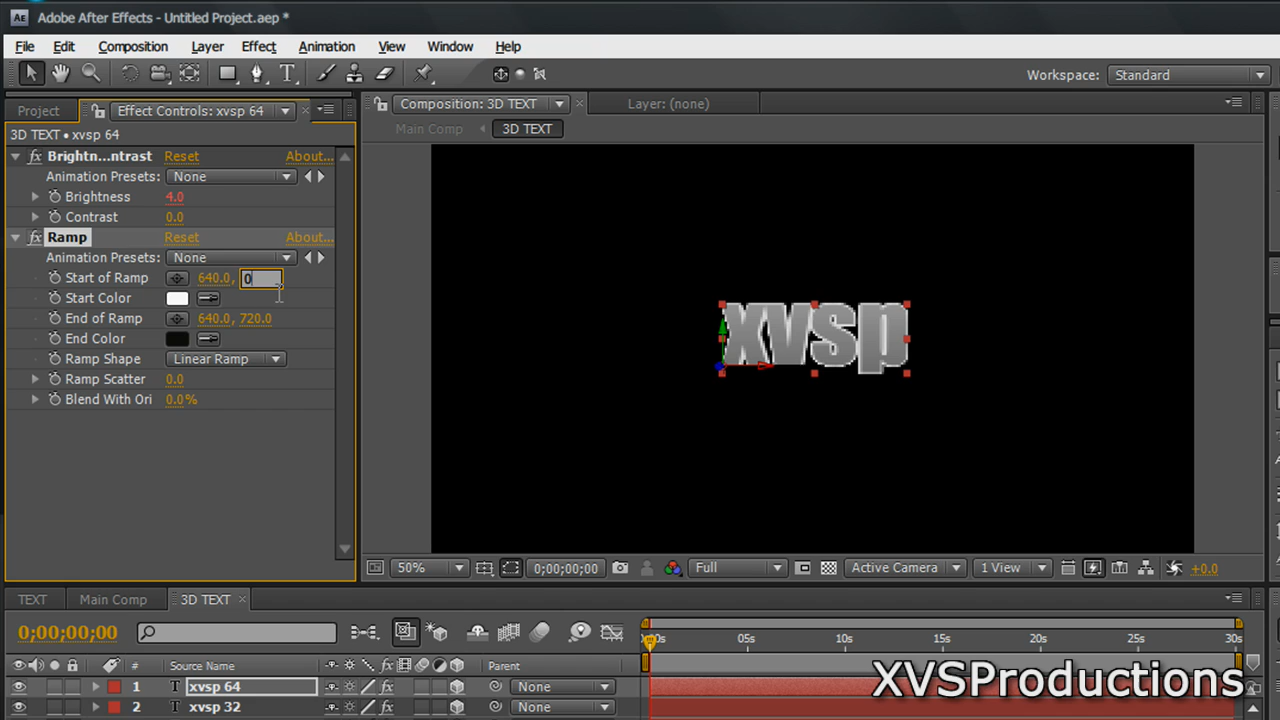 AE Adobe After Effects - Untitled Project.aep *
File Edit Composition Layer Effect Animation View Window Help
Workspace: Standard
Project Effect Controls: xvsp 64
Composition: 3D TEXT Layer: (none)
3D TEXT • xvsp 64
Main Comp 3D TEXT
fx Brightn...ntrast Reset About...
Animation Presets: None
Brightness 4.0
Contrast 0.0
fx Ramp Reset About...
Animation Presets: None
Start of Ramp 640.0, 0
Start Color
End of Ramp 640.0, 720.0
End Color
Ramp Shape Linear Ramp
Ramp Scatter 0.0
Blend With Ori 0.0%
xvsp
50% 0;00;00;00 Full Active Camera 1 View +0.0
TEXT Main Comp 3D TEXT
0;00;00;00
00s 05s 10s 15s 20s 25s 30s
# Source Name fx Parent
1 T xvsp 64 fx None
2 T xvsp 32 fx None
XVSProductions